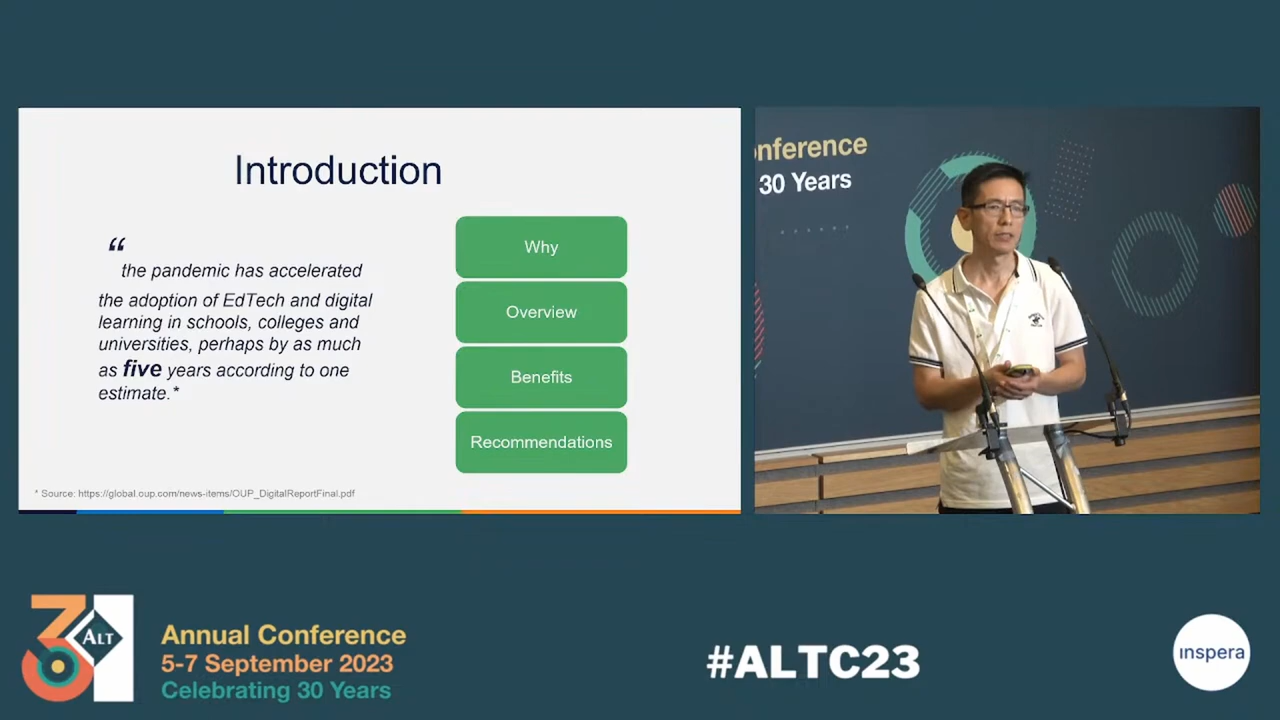 Introduction
“
the pandemic has accelerated
the adoption of EdTech and digital
learning in schools, colleges and
universities, perhaps by as much
as five years according to one
estimate.*
Why
Overview
Benefits
Recommendations
* Source: https://global.oup.com/news-items/OUP_DigitalReportFinal.pdf
onference
30 Years
3
ALT
Annual Conference
5-7 September 2023
Celebrating 30 Years
#ALTC23
inspera